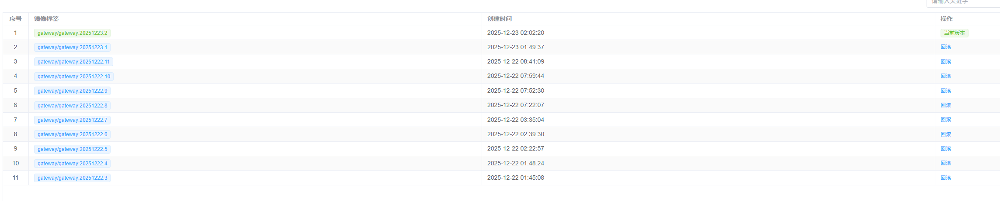 请输入关键字
序号 镜像标签 创建时间 操作
1 gateway/gateway:20251223.2 2025-12-23 02:02:20 当前版本
2 gateway/gateway:20251223.1 2025-12-23 01:49:37 回滚
3 gateway/gateway:20251222.11 2025-12-22 08:41:09 回滚
4 gateway/gateway:20251222.10 2025-12-22 07:59:44 回滚
5 gateway/gateway:20251222.9 2025-12-22 07:52:30 回滚
6 gateway/gateway:20251222.8 2025-12-22 07:22:07 回滚
7 gateway/gateway:20251222.7 2025-12-22 03:35:04 回滚
8 gateway/gateway:20251222.6 2025-12-22 02:39:30 回滚
9 gateway/gateway:20251222.5 2025-12-22 02:22:57 回滚
10 gateway/gateway:20251222.4 2025-12-22 01:48:24 回滚
11 gateway/gateway:20251222.3 2025-12-22 01:45:08 回滚